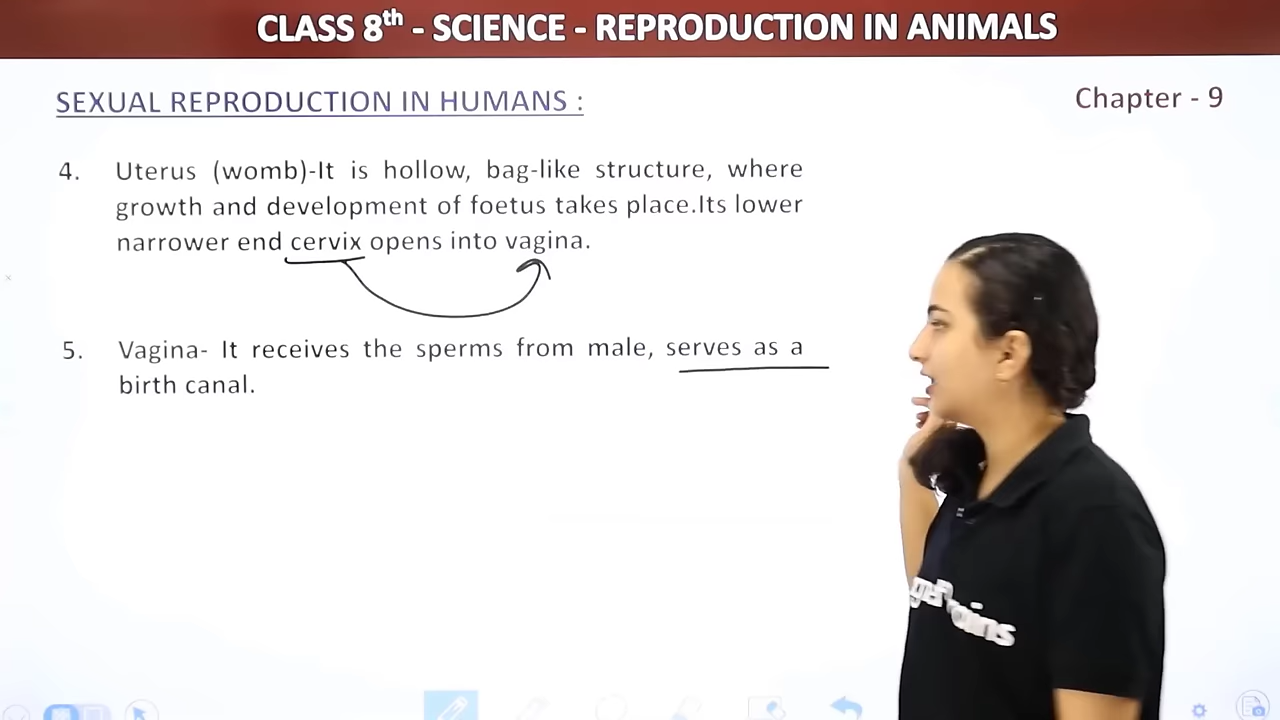 CLASS 8th - SCIENCE - REPRODUCTION IN ANIMALS
SEXUAL REPRODUCTION IN HUMANS :
Chapter - 9
4. Uterus (womb)-It is hollow, bag-like structure, where
growth and development of foetus takes place.Its lower
narrower end cervix opens into vagina.
5. Vagina- It receives the sperms from male, serves as a
birth canal.